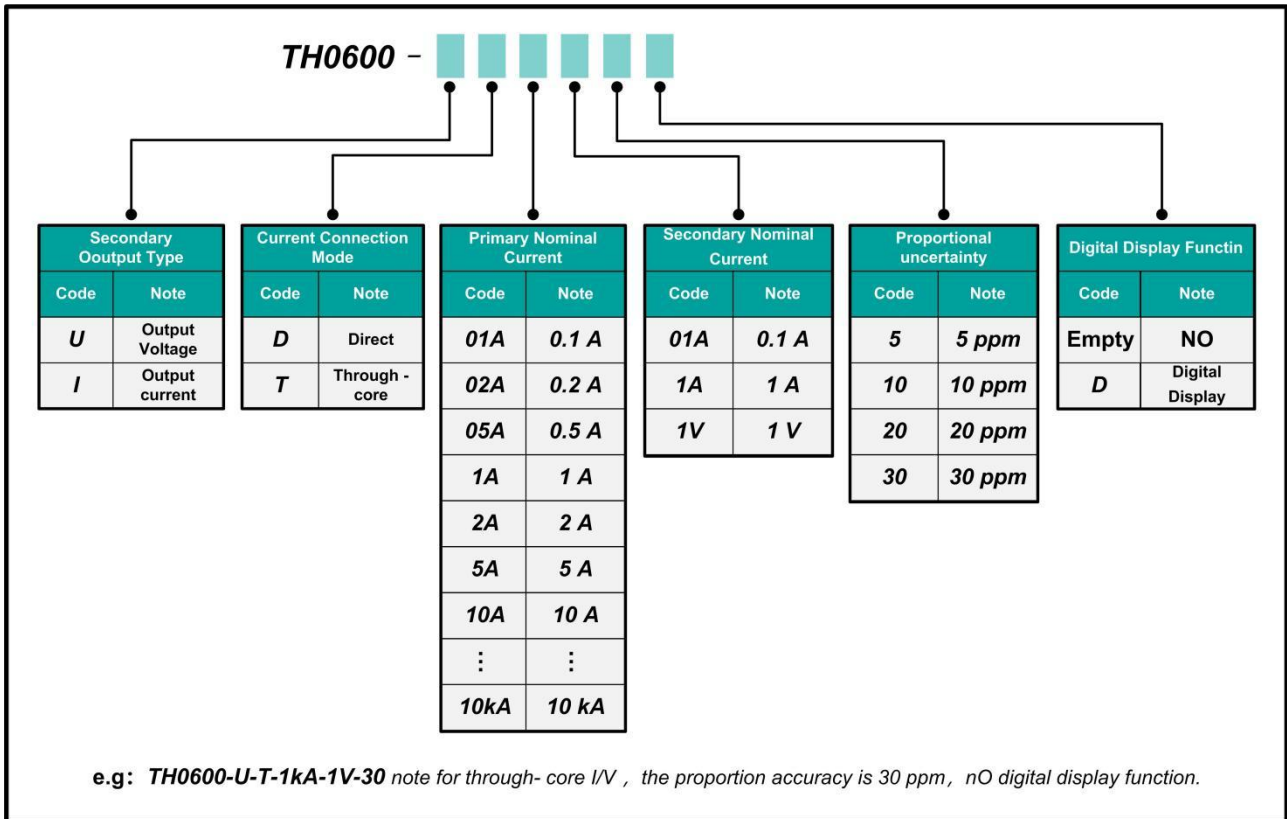 TH0600 -
Secondary
Ooutput Type
Code Note
U Output
Voltage
I Output
current
Current Connection
Mode
Code Note
D Direct
T Through -
core
Primary Nominal
Current
Code Note
01A 0.1 A
02A 0.2 A
05A 0.5 A
1A 1 A
2A 2 A
5A 5 A
10A 10 A
⋮ ⋮
10kA 10 kA
Secondary Nominal
Current
Code Note
01A 0.1 A
1A 1 A
1V 1 V
Proportional
uncertainty
Code Note
5 5 ppm
10 10 ppm
20 20 ppm
30 30 ppm
Digital Display Functin
Code Note
Empty NO
D Digital
Display
e.g: TH0600-U-T-1kA-1V-30 note for through- core I/V , the proportion accuracy is 30 ppm, nO digital display function.